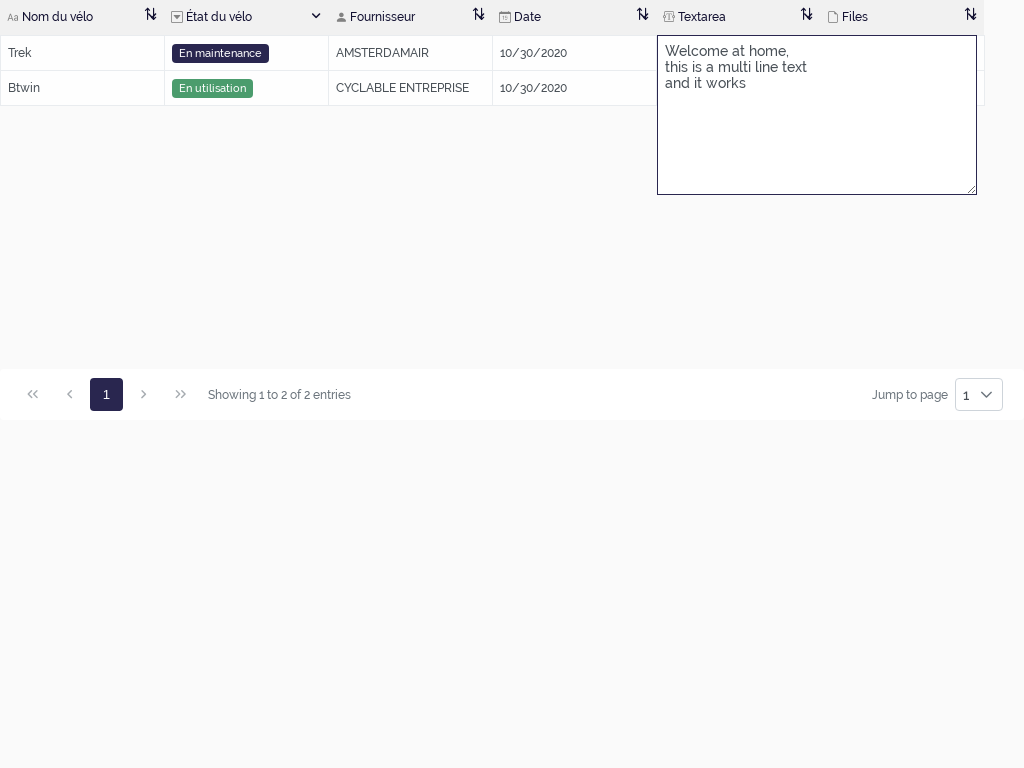 Aa Nom du vélo
État du vélo
Fournisseur
Date
Textarea
Files
Trek
En maintenance
AMSTERDAMAIR
10/30/2020
Welcome at home,
this is a multi line text
and it works
Btwin
En utilisation
CYCLABLE ENTREPRISE
10/30/2020
1
Showing 1 to 2 of 2 entries
Jump to page
1